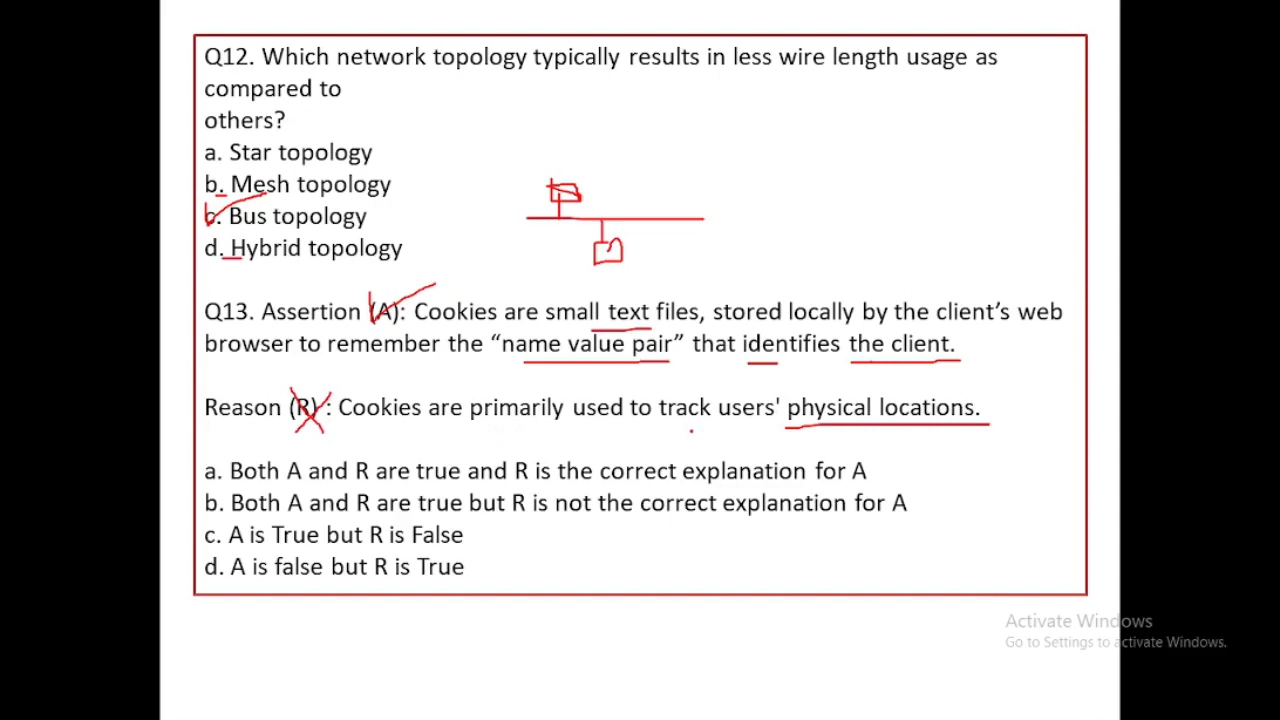 Q12. Which network topology typically results in less wire length usage as
compared to
others?
a. Star topology
b. Mesh topology
c. Bus topology
d. Hybrid topology
Q13. Assertion (A): Cookies are small text files, stored locally by the client’s web
browser to remember the “name value pair” that identifies the client.
Reason (R) : Cookies are primarily used to track users' physical locations.
a. Both A and R are true and R is the correct explanation for A
b. Both A and R are true but R is not the correct explanation for A
c. A is True but R is False
d. A is false but R is True
Activate Windows
Go to Settings to activate Windows.